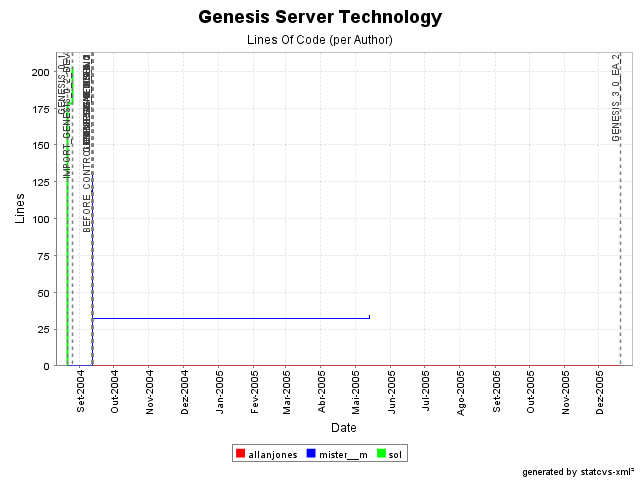 Genesis Server Technology
Lines Of Code (per Author)
Lines
200
175
150
125
100
75
50
25
0
GENESIS_3_0_EA_2
Set-2004
Out-2004
Nov-2004
Dez-2004
Jan-2005
Fev-2005
Mar-2005
Abr-2005
Mai-2005
Jun-2005
Jul-2005
Ago-2005
Set-2005
Out-2005
Nov-2005
Dez-2005
Date
allanjones mister__m sol
generated by statcvs-xml²